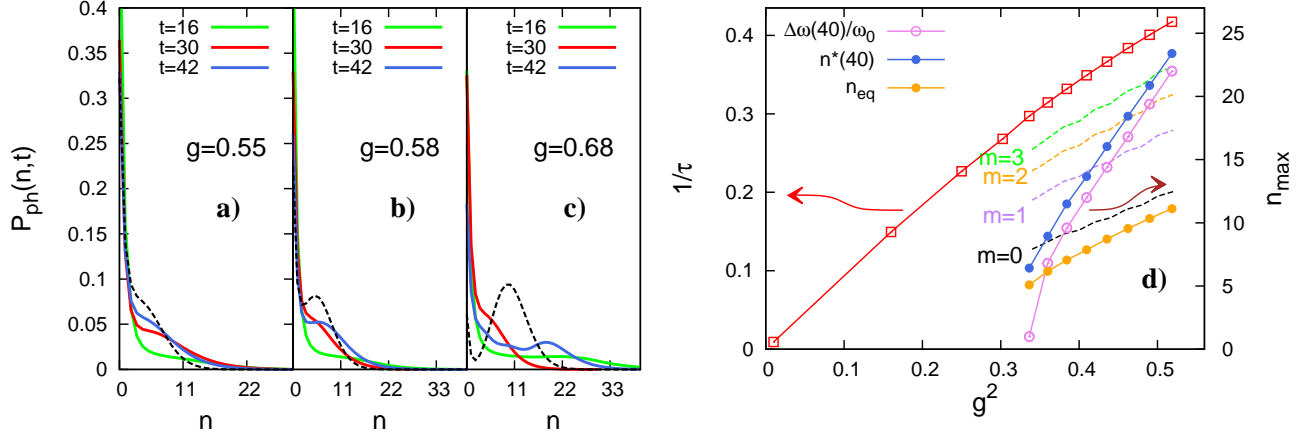 P_ph(n,t)
0.4
0.35
0.3
0.25
0.2
0.15
0.1
0.05
0
t=16
t=30
t=42
g=0.55
a)
0 11 22
n
t=16
t=30
t=42
g=0.58
b)
0 11 22 33
n
t=16
t=30
t=42
g=0.68
c)
0 11 22 33
n
1/τ
0.4
0.3
0.2
0.1
0
Δω(40)/ω_0
n*(40)
n_eq
m=3
m=2
m=1
m=0
d)
0 0.1 0.2 0.3 0.4 0.5
g^2
25
20
15
10
5
0
n_max